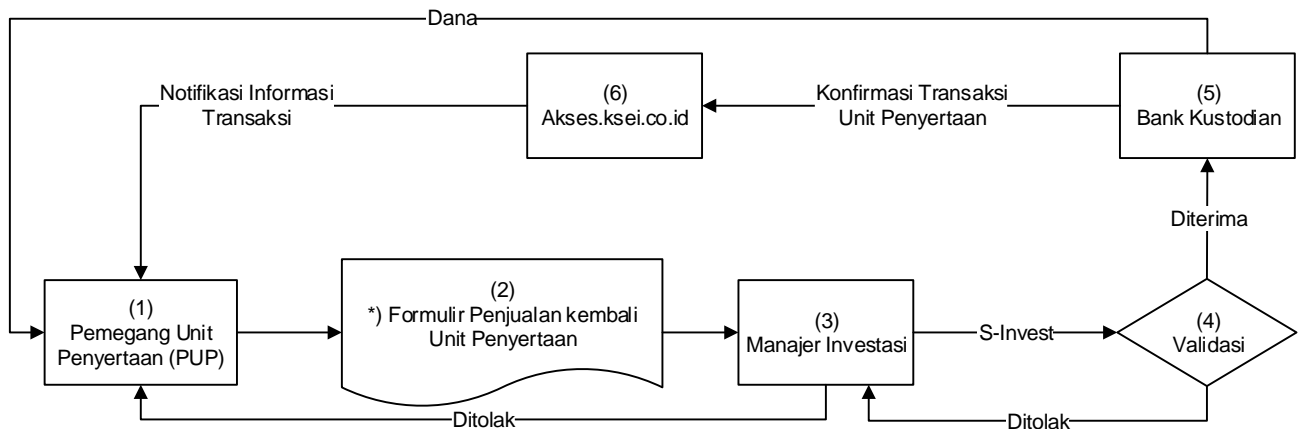 Dana
Notifikasi Informasi
Transaksi
(6)
Akses.ksei.co.id
Konfirmasi Transaksi
Unit Penyertaan
(5)
Bank Kustodian
Diterima
(1)
Pemegang Unit
Penyertaan (PUP)
(2)
*) Formulir Penjualan kembali
Unit Penyertaan
(3)
Manajer Investasi
S-Invest
(4)
Validasi
Ditolak
Ditolak